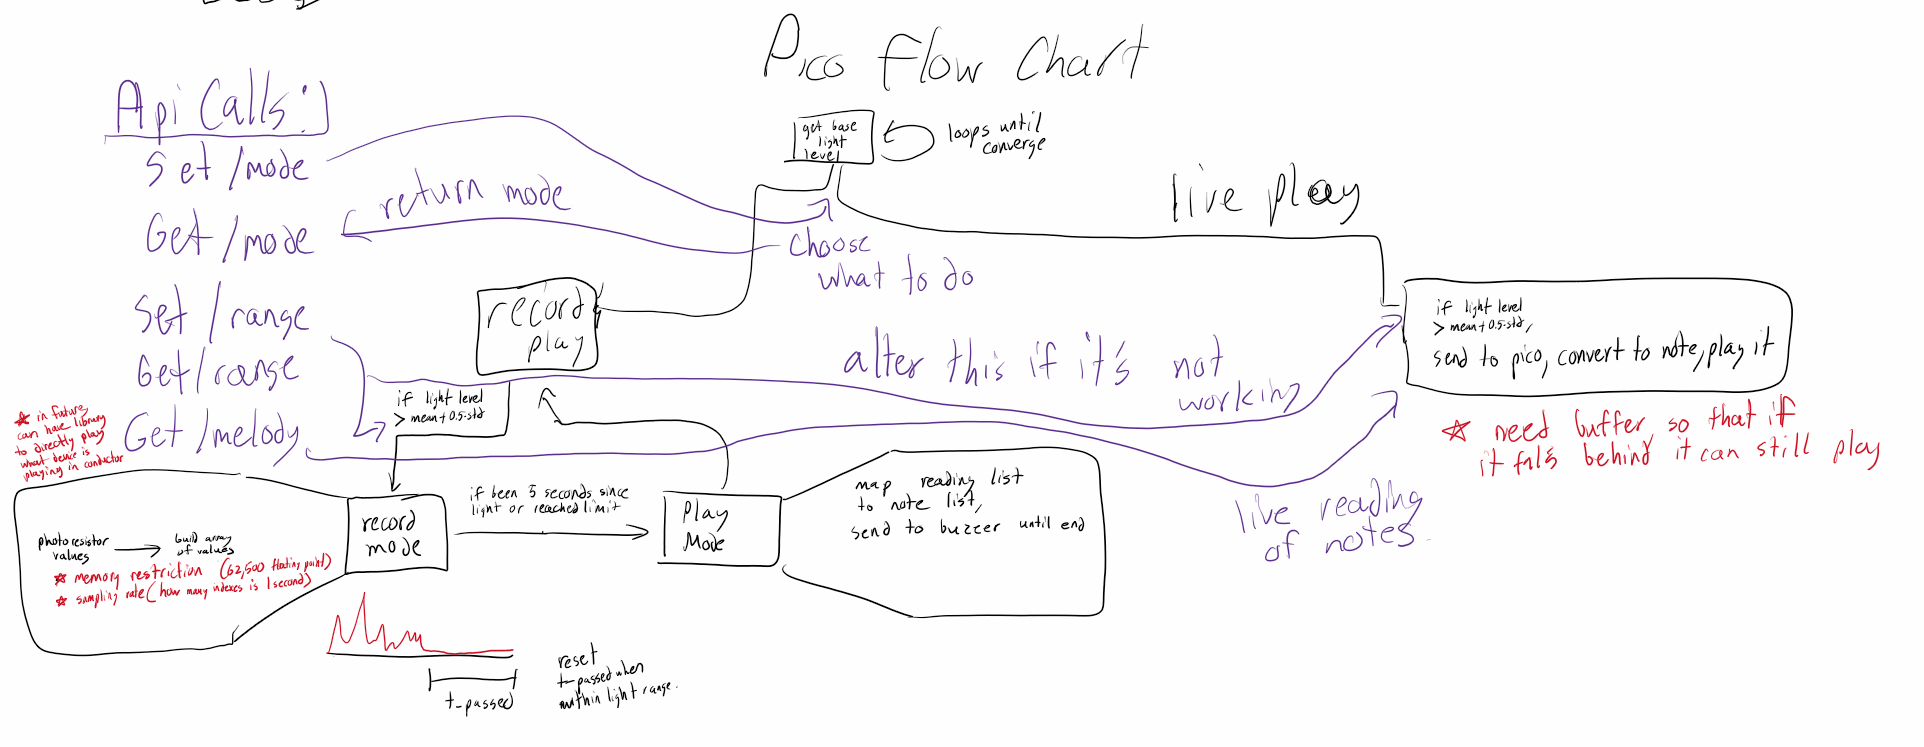 Pico Flow Chart
Api Calls:
Set /mode
Get /mode
Set /range
Get /range
Get /melody
get base
light
level
loops until
converge
return mode
choose
what to do
live play
record
play
if light level
> mean + 0.5·std
alter this if it's not
working
if light level
> mean + 0.5·std,
send to pico, convert to note, play it
* need buffer so that if
it falls behind it can still play
live reading
of notes.
* in future
can have library
to directly play
what device is
playing in conductor
photoresistor
values
build array
of values
* memory restriction (62,500 floating point)
* sampling rate (how many indexes is 1 second)
record
mode
if been 5 seconds since
light or reached limit
Play
Mode
map reading list
to note list,
send to buzzer until end
t-passed
reset
t-passed when
within light range.